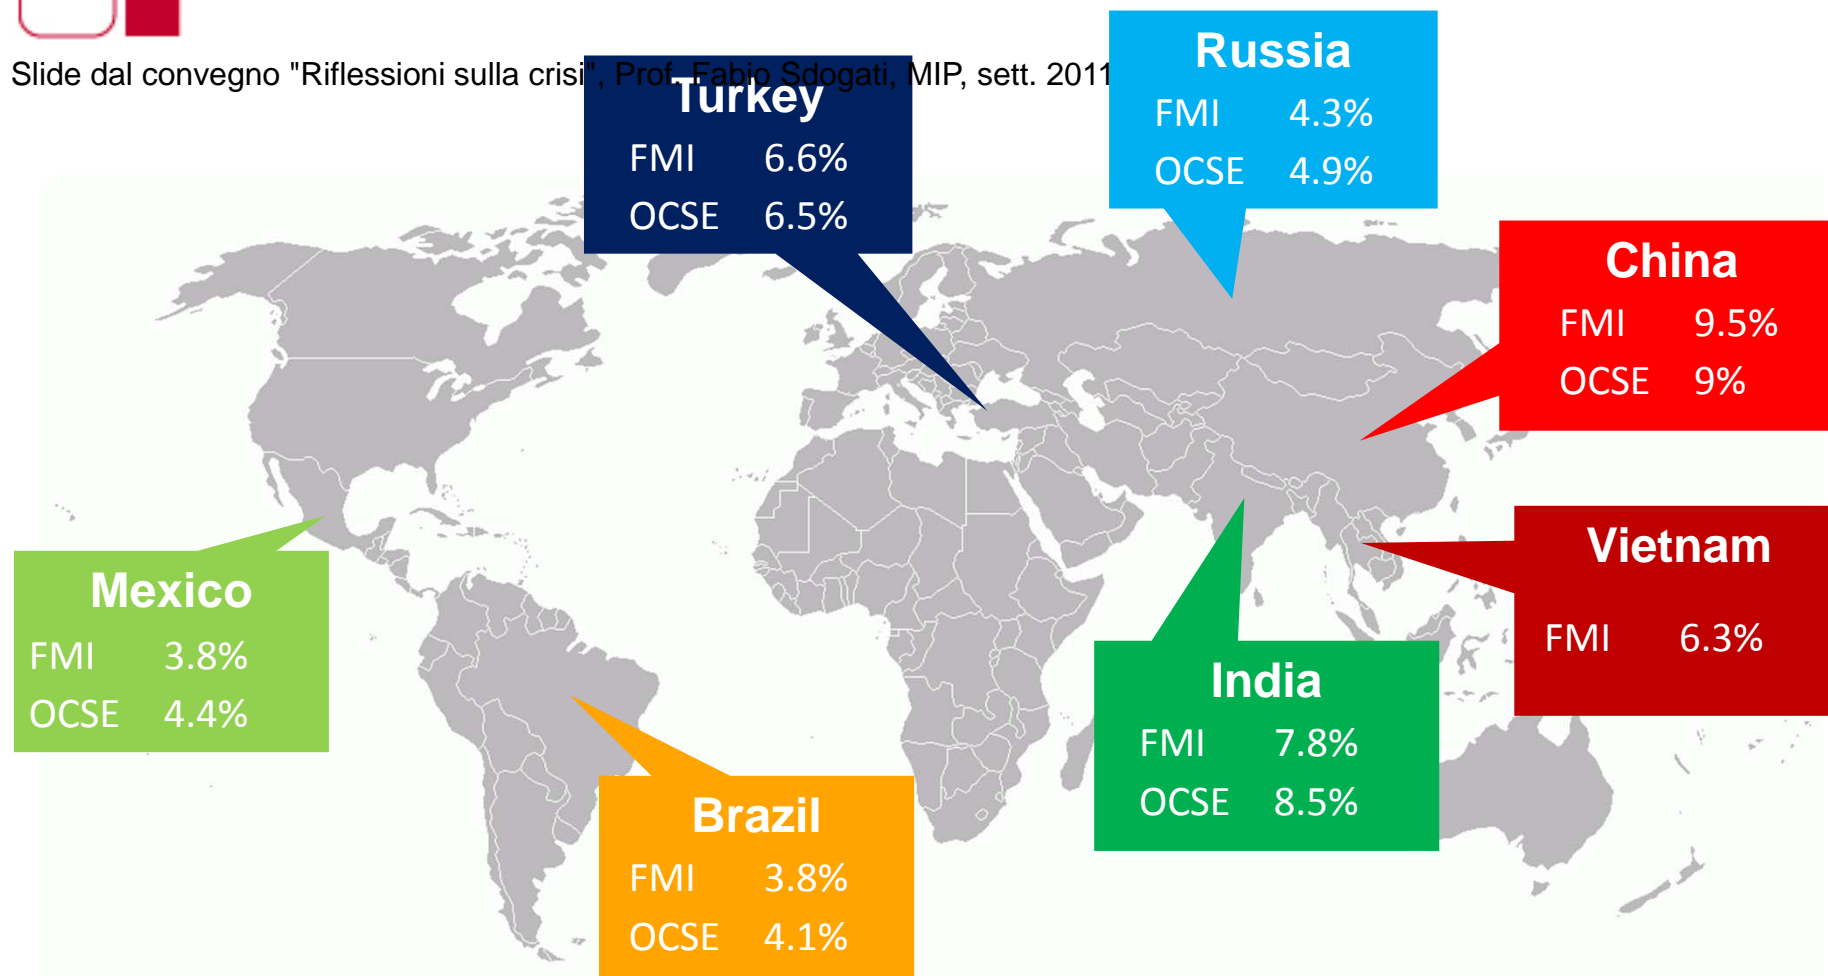 Slide dal convegno "Riflessioni sulla crisi", Prof. Fabio Sdogati, MIP, sett. 2011
Russia
FMI 4.3%
OCSE 4.9%
Turkey
FMI 6.6%
OCSE 6.5%
China
FMI 9.5%
OCSE 9%
Vietnam
FMI 6.3%
Mexico
FMI 3.8%
OCSE 4.4%
India
FMI 7.8%
OCSE 8.5%
Brazil
FMI 3.8%
OCSE 4.1%